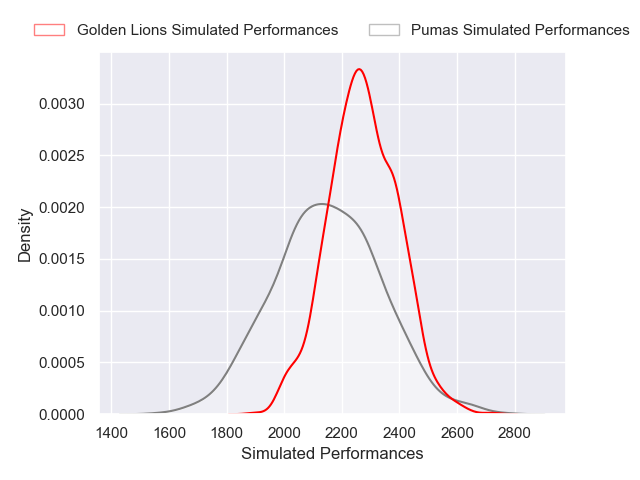 Golden Lions Simulated Performances Pumas Simulated Performances
0.0030
0.0025
0.0020
0.0015
0.0010
0.0005
0.0000
Density
1400 1600 1800 2000 2200 2400 2600 2800
Simulated Performances